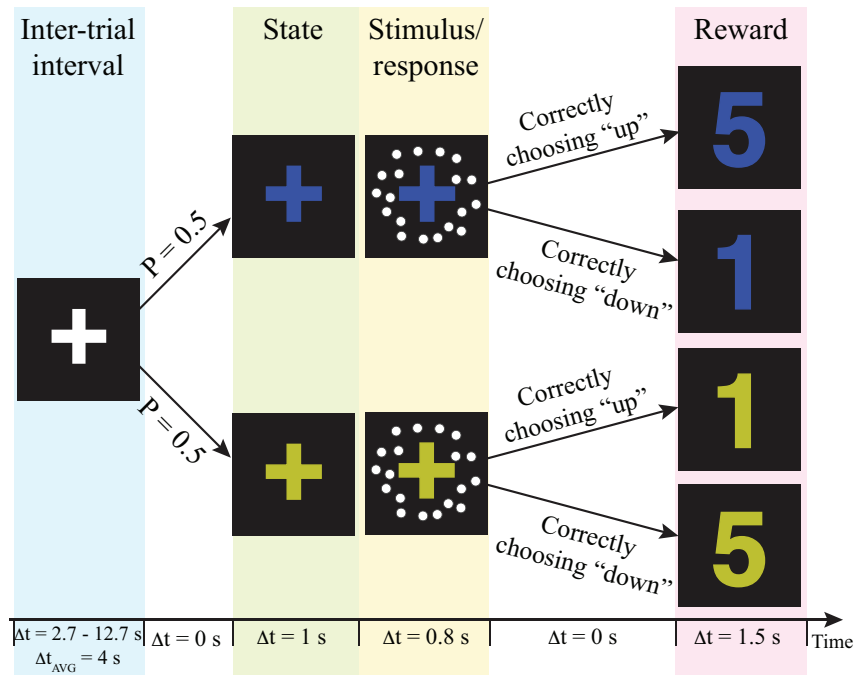 Inter-trial
interval
State
Stimulus/
response
Reward
P = 0.5
P = 0.5
Correctly
choosing “up”
Correctly
choosing “down”
Correctly
choosing “up”
Correctly
choosing “down”
5
1
1
5
Δt = 2.7 - 12.7 s
Δt_AVG = 4 s
Δt = 0 s
Δt = 1 s
Δt = 0.8 s
Δt = 0 s
Δt = 1.5 s
Time